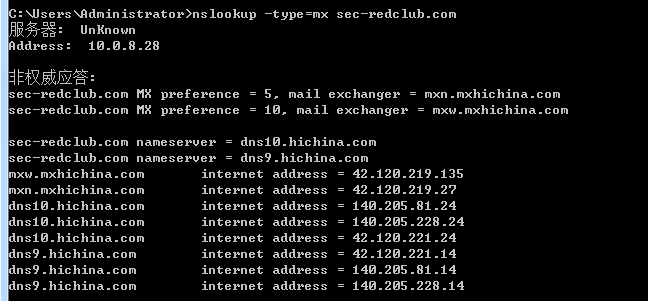 C:\Users\Administrator>nslookup -type=mx sec-redclub.com
服务器:  UnKnown
Address:  10.0.8.28
非权威应答:
sec-redclub.com MX preference = 5, mail exchanger = mxn.mxhichina.com
sec-redclub.com MX preference = 10, mail exchanger = mxw.mxhichina.com
sec-redclub.com nameserver = dns10.hichina.com
sec-redclub.com nameserver = dns9.hichina.com
mxw.mxhichina.com       internet address = 42.120.219.135
mxn.mxhichina.com       internet address = 42.120.219.27
dns10.hichina.com       internet address = 140.205.81.24
dns10.hichina.com       internet address = 140.205.228.24
dns10.hichina.com       internet address = 42.120.221.24
dns9.hichina.com        internet address = 42.120.221.14
dns9.hichina.com        internet address = 140.205.81.14
dns9.hichina.com        internet address = 140.205.228.14